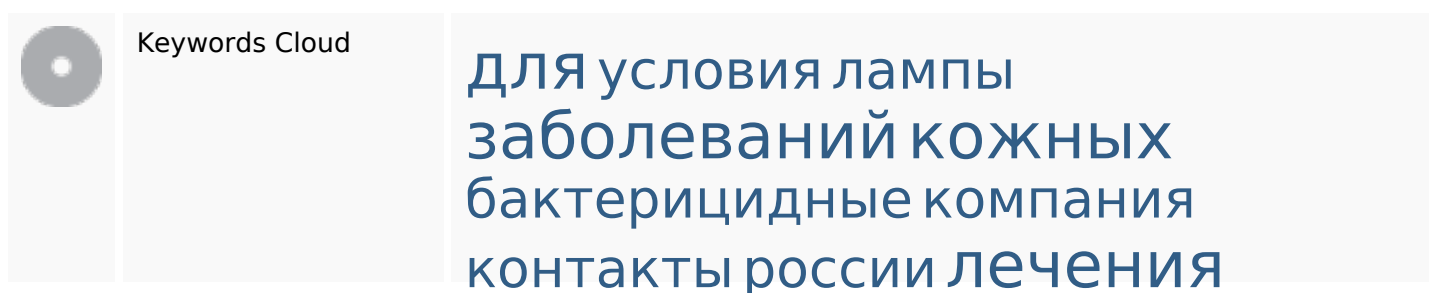 Keywords Cloud
для условия лампы
заболеваний кожных
бактерицидные компания
контакты россии лечения